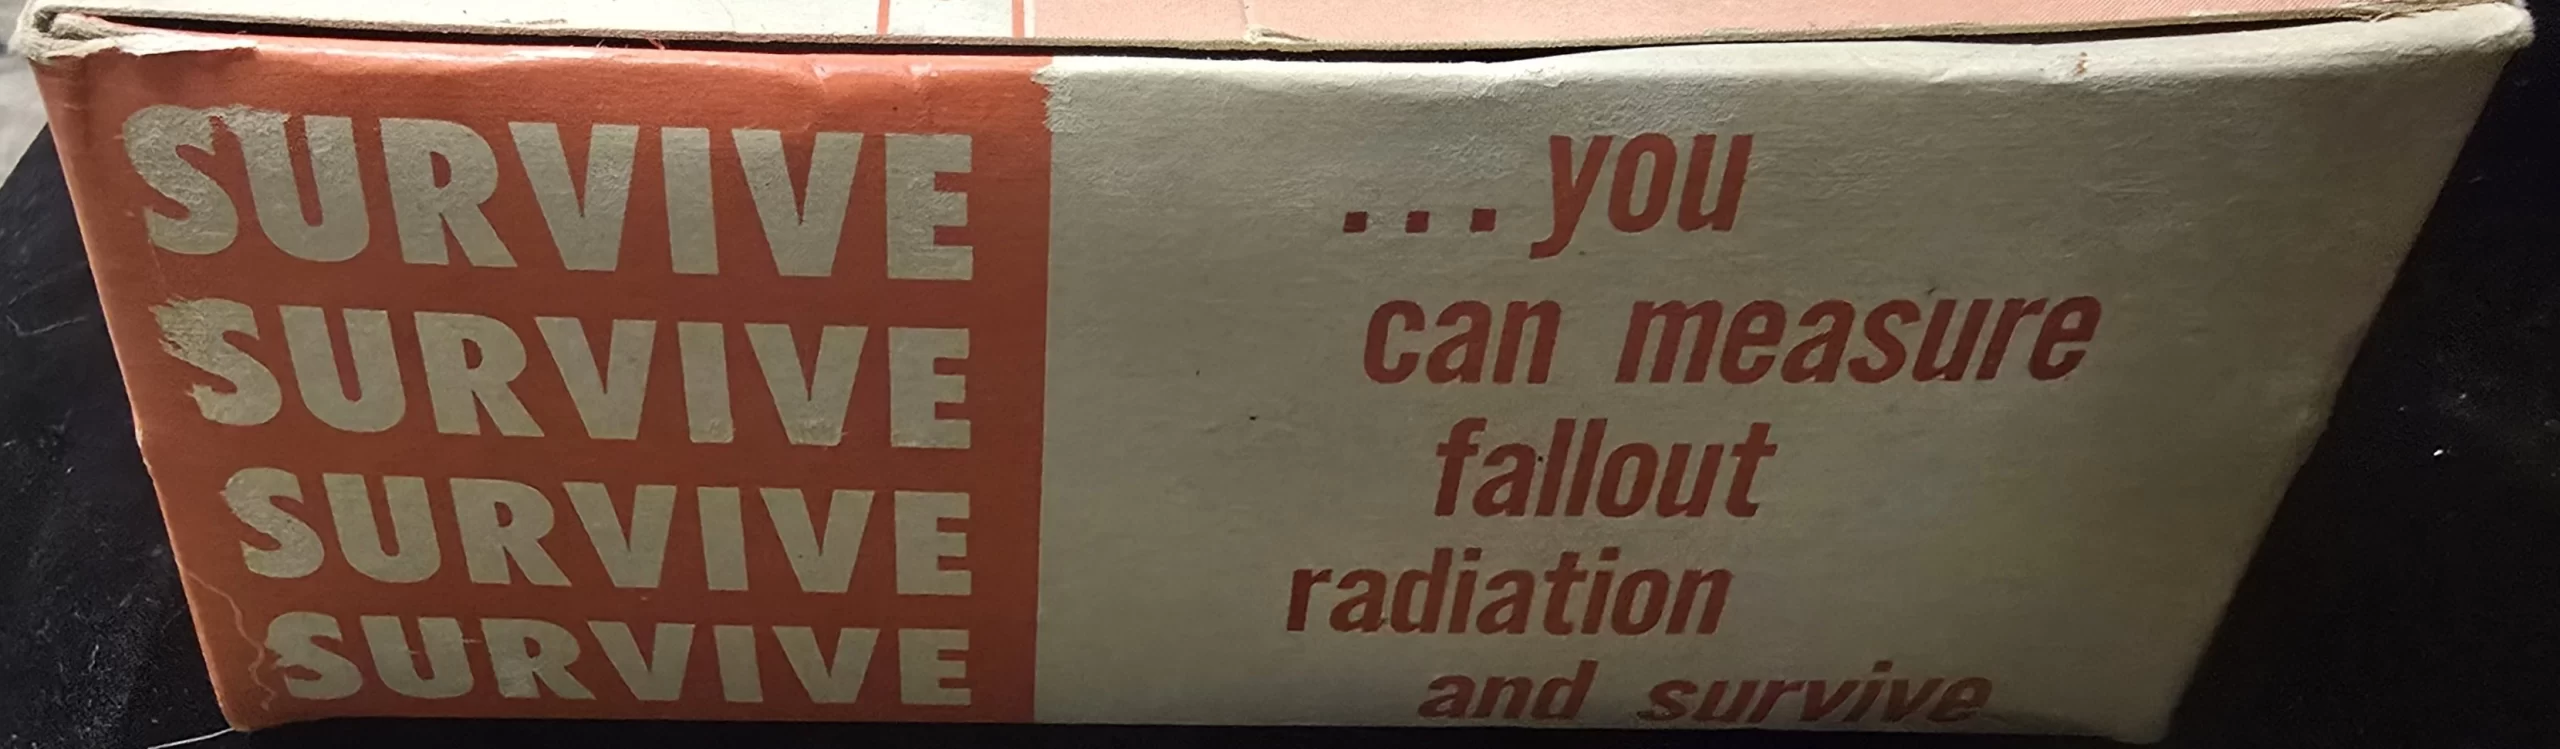 SURVIVE
SURVIVE
SURVIVE
SURVIVE
...you
can measure
fallout
radiation
and survive